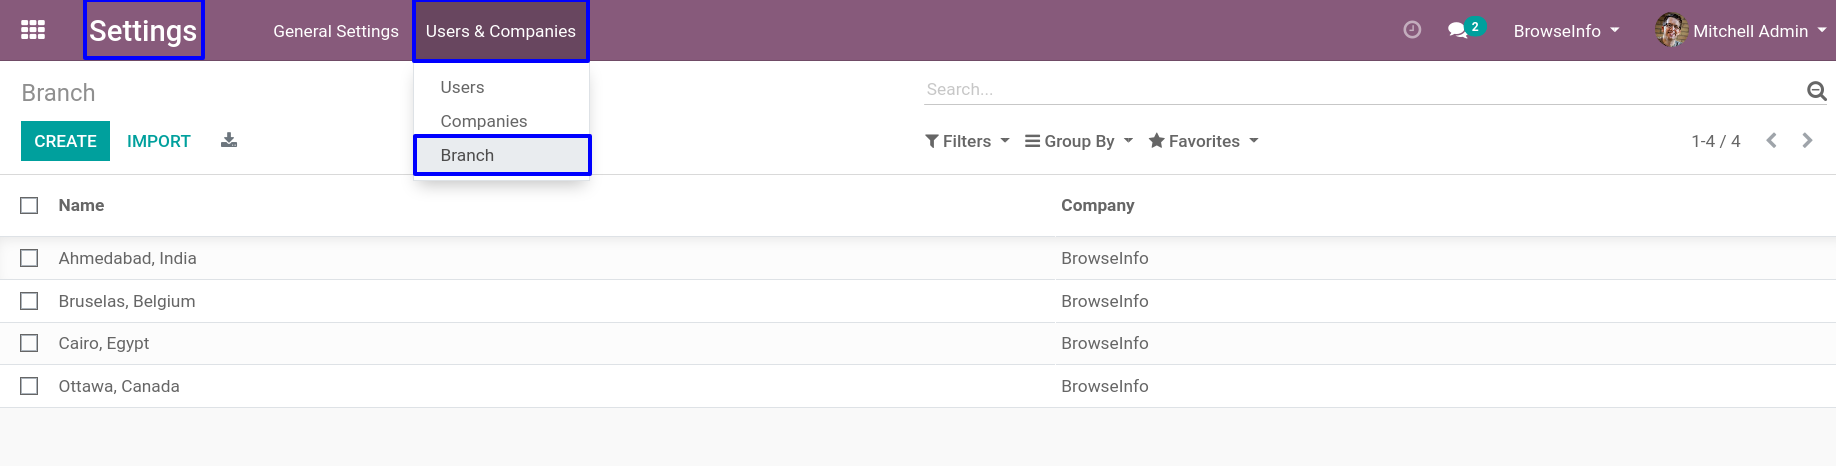 Settings General Settings Users & Companies 2 BrowseInfo Mitchell Admin
Branch Users Search...
Companies
CREATE IMPORT Filters Group By Favorites 1-4 / 4
Branch
Name Company
Ahmedabad, India BrowseInfo
Bruselas, Belgium BrowseInfo
Cairo, Egypt BrowseInfo
Ottawa, Canada BrowseInfo